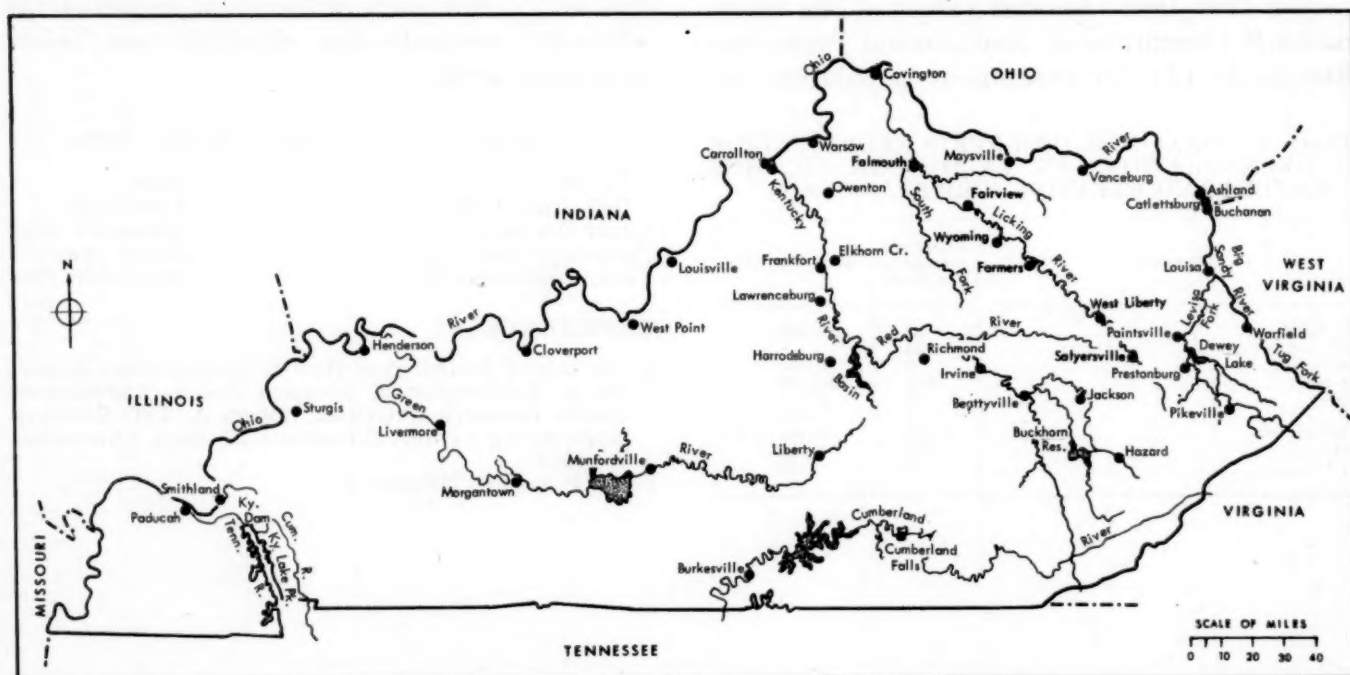 Ohio
Covington
OHIO
Carrollton
Warsaw
Falmouth
Maysville
River
Vanceburg
Ashland
Catlettsburg
Buchanan
Kentucky
Owenton
South
Fork
Fairview
Licking
Wyoming
Farmers
River
INDIANA
Louisville
Frankfort
Elkhorn Cr.
Lawrenceburg
River
Louisa
Big
Sandy
River
WEST
VIRGINIA
N
West Point
West Liberty
Levisa
Fork
Paintsville
Warfield
Tug Fork
Henderson
River
Cloverport
Harrodsburg
Basin
Red
River
Richmond
Irvine
Salyersville
Dewey
Lake
Prestonburg
ILLINOIS
Ohio
Sturgis
Green
Livermore
Beattyville
Jackson
Pikeville
Munfordville
River
Liberty
Buckhorn
Res.
Hazard
Smithland
Paducah
Morgantown
Ky.
Dam
Cum.
Tenn.
R.
Ky. Lake
Pk.
MISSOURI
Cumberland
Cumberland
Falls
River
VIRGINIA
Burkesville
TENNESSEE
SCALE OF MILES
0 10 20 40